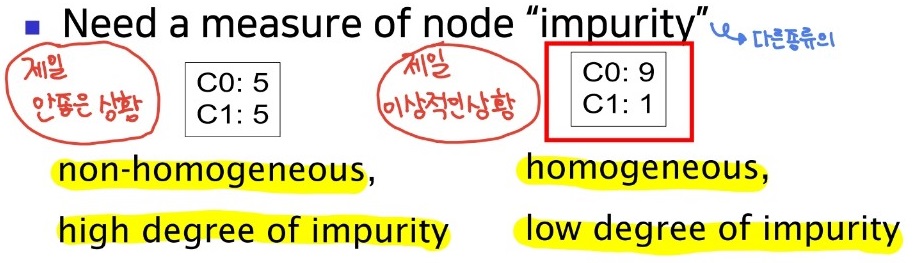 ▪ Need a measure of node “impurity”
↳ 다른종류의
제일
안좋은 상황
C0: 5
C1: 5
제일
이상적인상황
C0: 9
C1: 1
non-homogeneous,
high degree of impurity
homogeneous,
low degree of impurity